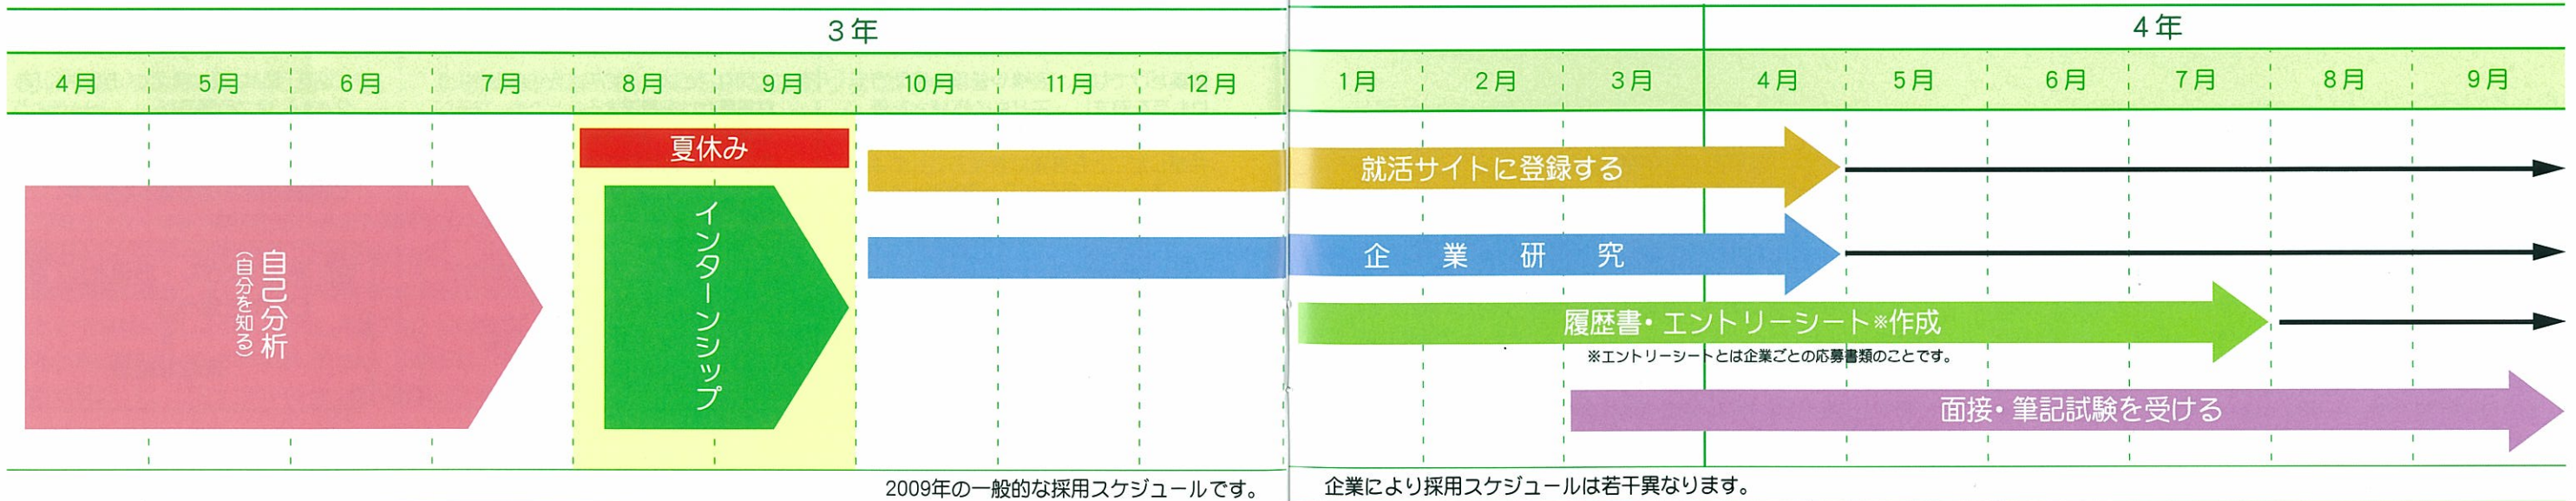 3年
4年
4月 5月 6月 7月 8月 9月 10月 11月 12月 1月 2月 3月 4月 5月 6月 7月 8月 9月
夏休み
自己分析
（自分を知る）
インターンシップ
就活サイトに登録する
企業研究
履歴書・エントリーシート※作成
※エントリーシートとは企業ごとの応募書類のことです。
面接・筆記試験を受ける
2009年の一般的な採用スケジュールです。
企業により採用スケジュールは若干異なります。